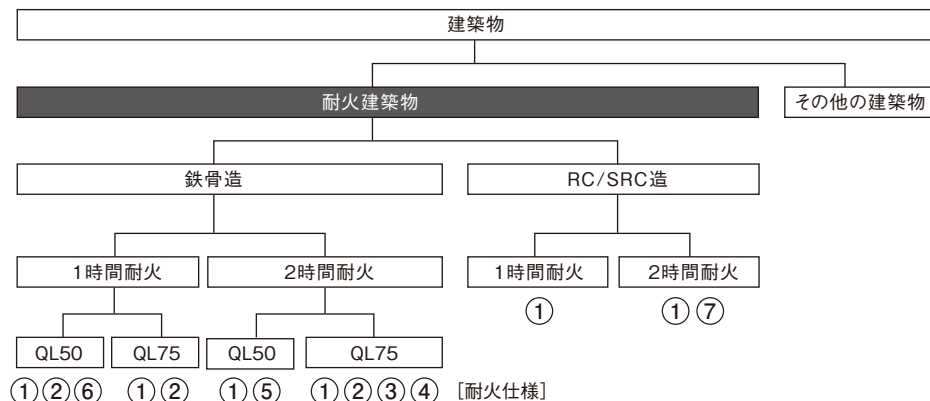 建築物
耐火建築物 その他の建築物
鉄骨造 RC/SRC造
1時間耐火 2時間耐火 1時間耐火 2時間耐火
① ①⑦
QL50 QL75 QL50 QL75
①②⑥ ①② ①⑤ ①②③④ [耐火仕様]